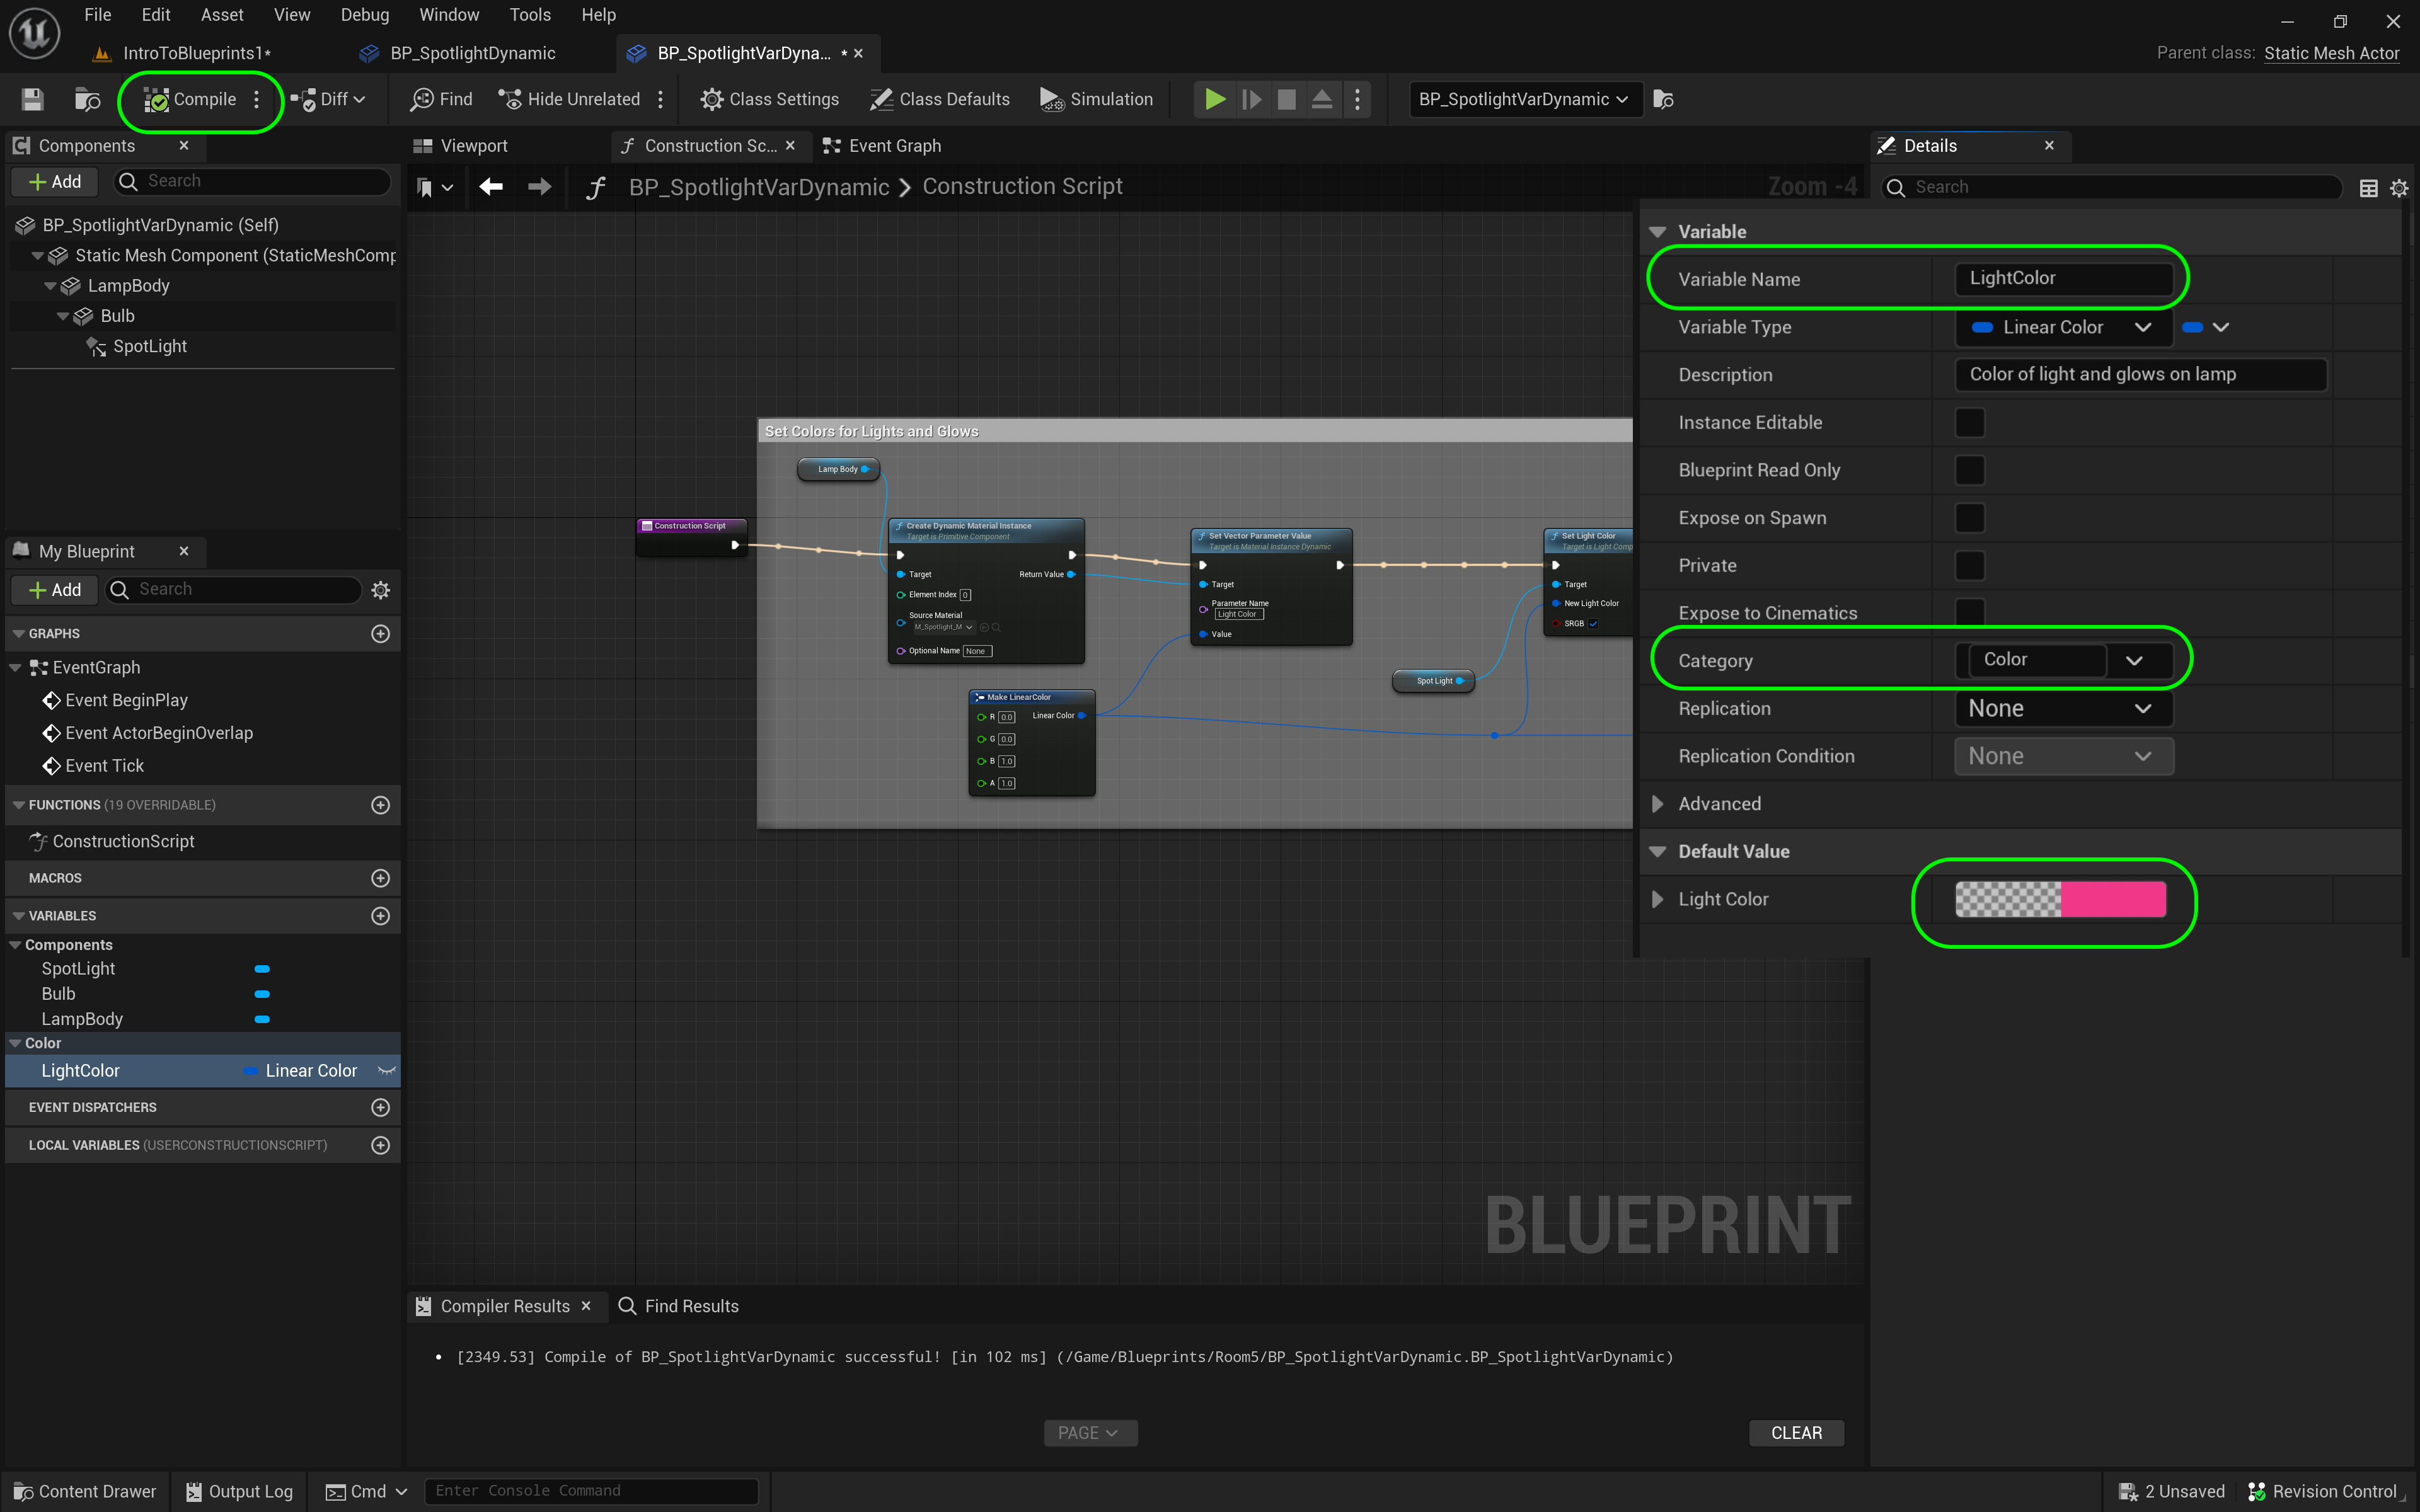 File Edit Asset View Debug Window Tools Help
IntroToBlueprints1* BP_SpotlightDynamic BP_SpotlightVarDyna... *
Parent class: Static Mesh Actor
Compile Diff Find Hide Unrelated Class Settings Class Defaults Simulation BP_SpotlightVarDynamic
Components
Add Search
BP_SpotlightVarDynamic (Self)
Static Mesh Component (StaticMeshComp
LampBody
Bulb
SpotLight
My Blueprint
Add Search
GRAPHS
EventGraph
Event BeginPlay
Event ActorBeginOverlap
Event Tick
FUNCTIONS (19 OVERRIDABLE)
ConstructionScript
MACROS
VARIABLES
Components
SpotLight
Bulb
LampBody
Color
LightColor Linear Color
EVENT DISPATCHERS
LOCAL VARIABLES (USERCONSTRUCTIONSCRIPT)
Viewport Construction Sc... Event Graph
BP_SpotlightVarDynamic > Construction Script Zoom -4
Set Colors for Lights and Glows
Lamp Body
Construction Script
Create Dynamic Material Instance
Target is Primitive Component
Target Return Value
Element Index 0
Source Material
M_Spotlight_M
Optional Name None
Set Vector Parameter Value
Target is Material Instance Dynamic
Target
Parameter Name
Light Color
Value
Set Light Color
Target is Light Comp
Target
New Light Color
SRGB
Spot Light
Make LinearColor
R 0.0 Linear Color
G 0.0
B 1.0
A 1.0
BLUEPRINT
Details
Search
Variable
Variable Name LightColor
Variable Type Linear Color
Description Color of light and glows on lamp
Instance Editable
Blueprint Read Only
Expose on Spawn
Private
Expose to Cinematics
Category Color
Replication None
Replication Condition None
Advanced
Default Value
Light Color
Compiler Results Find Results
• [2349.53] Compile of BP_SpotlightVarDynamic successful! [in 102 ms] (/Game/Blueprints/Room5/BP_SpotlightVarDynamic.BP_SpotlightVarDynamic)
PAGE CLEAR
Content Drawer Output Log Cmd Enter Console Command 2 Unsaved Revision Control